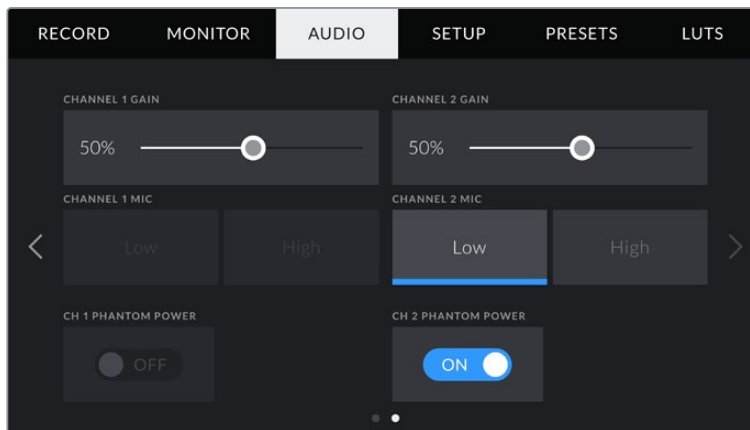 RECORD MONITOR AUDIO SETUP PRESETS LUTS
CHANNEL 1 GAIN CHANNEL 2 GAIN
50% 50%
CHANNEL 1 MIC CHANNEL 2 MIC
Low High Low High
CH 1 PHANTOM POWER CH 2 PHANTOM POWER
OFF ON